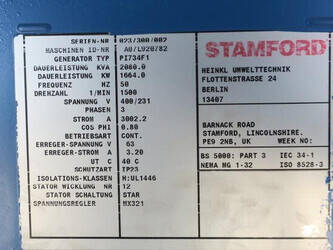 SERIEN-NR 023/300/002
MASCHINEN ID-NR A0/L920/82
GENERATOR TYP PI734F1
DAUERLEISTUNG KVA 2080.0
DAUERLEISTUNG KW 1664.0
FREQUENZ HZ 50
DREHZAHL 1/MIN 1500
SPANNUNG V 400/231
PHASEN 3
STROM A 3002.2
COS PHI 0.80
BETRIEBSART CONT.
ERREGER-SPANNUNG V 63
ERREGER-STROM A 3.20
UT C 40 C
SCHUTZART IP23
ISOLATIONS-KLASSEN H:UL1446
STATOR WICKLUNG NR 12
STATOR SCHALTUNG STAR
SPANNUNGSREGLER MX321
STAMFORD
HEINKL UMWELTTECHNIK
FLOTTENSTRASSE 24
BERLIN
13407
BARNACK ROAD
STAMFORD, LINCOLNSHIRE.
PE9 2NB, UK WEEK NO:
BS 5000: PART 3 IEC 34-1
NEMA MG 1-32 ISO 8528-3